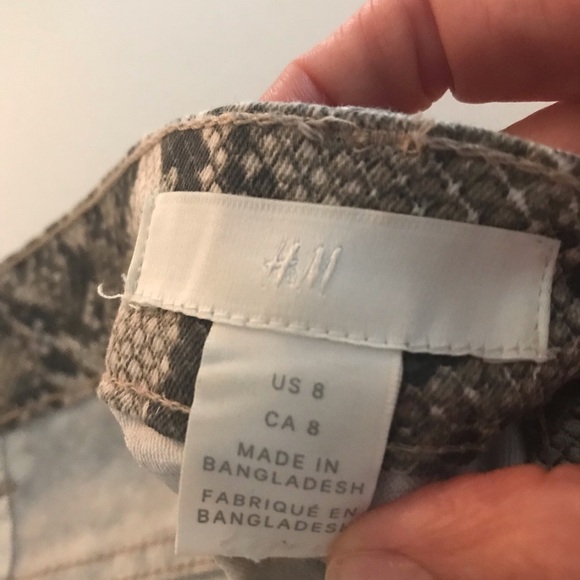 H&M
US 8
CA 8
MADE IN
BANGLADESH
FABRIQUÉ EN
BANGLADESH